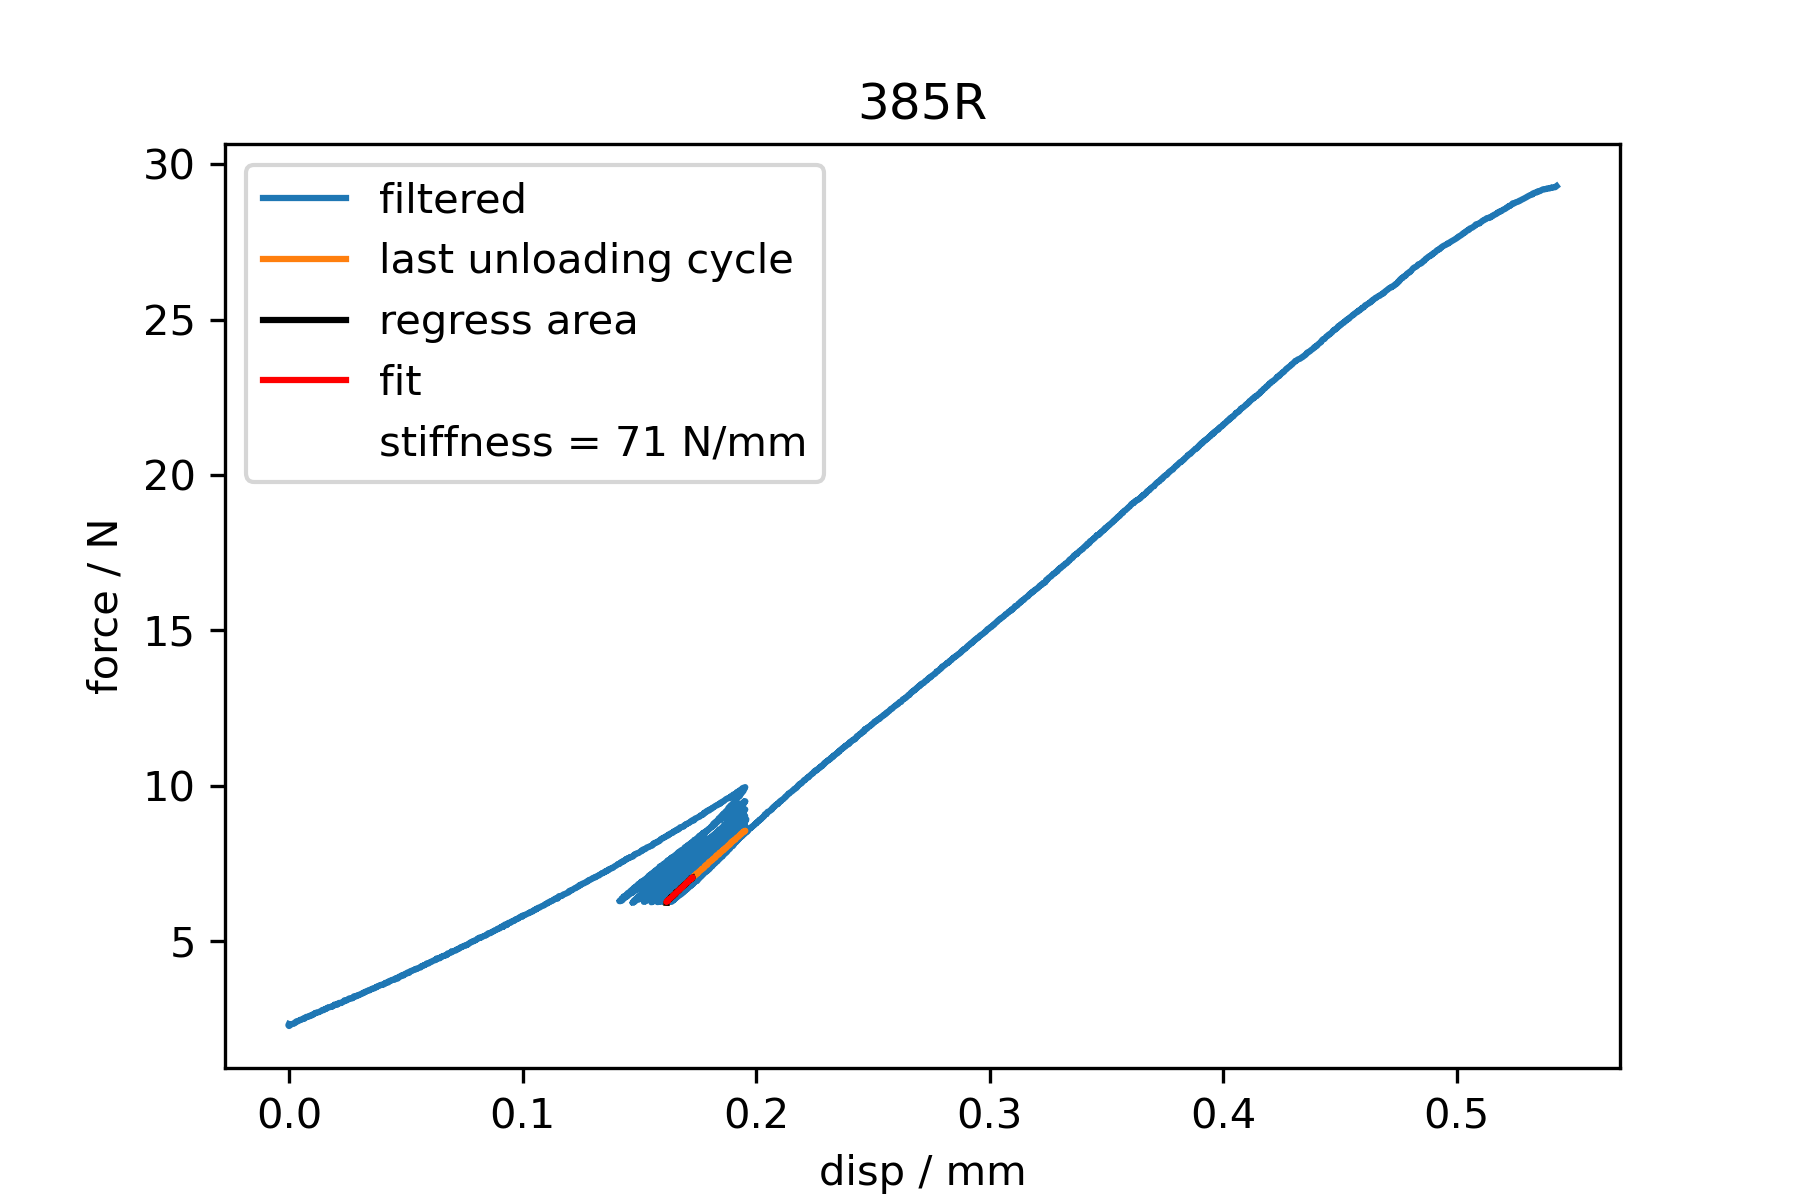 385R
30
25
20
15
10
5
force / N
filtered
last unloading cycle
regress area
fit
stiffness = 71 N/mm
0.0 0.1 0.2 0.3 0.4 0.5
disp / mm